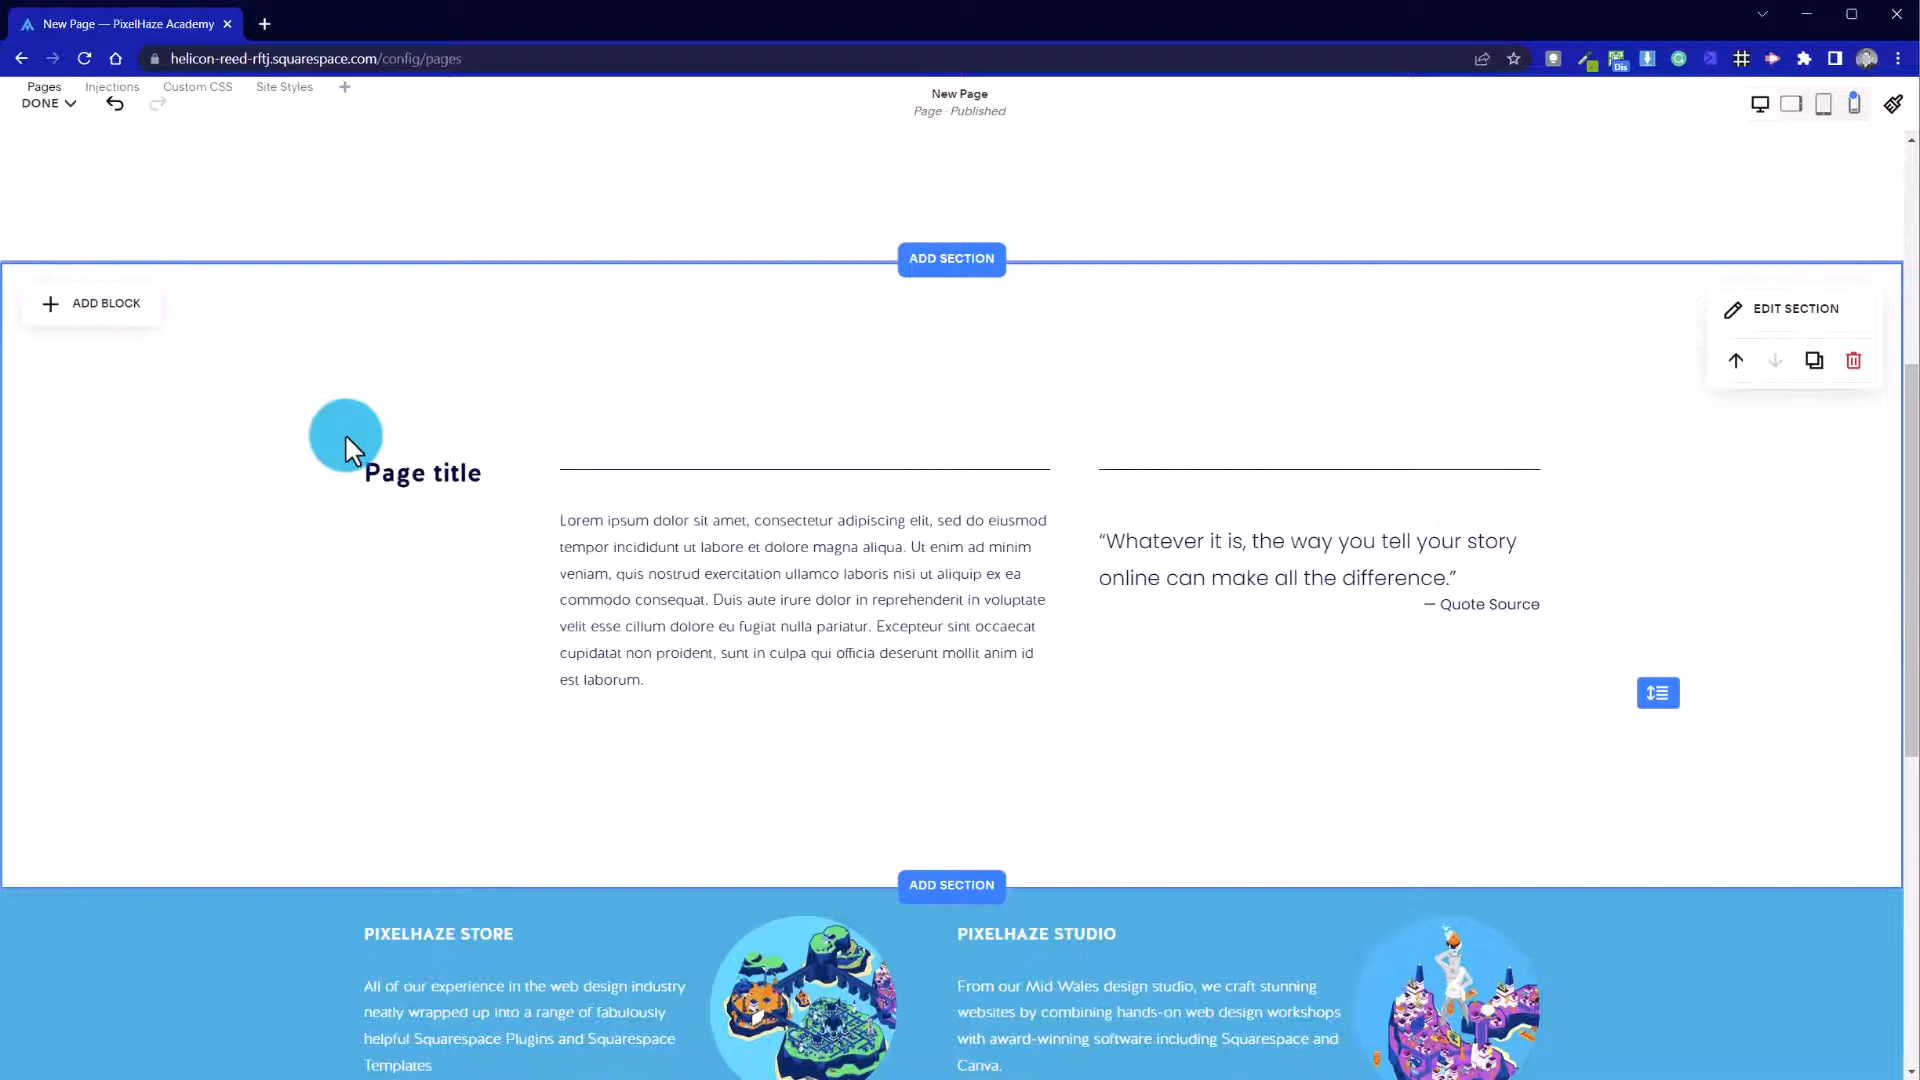 New Page — PixelHaze Academy
helicon-reed-rftj.squarespace.com/config/pages
Dis
Pages Injections Custom CSS Site Styles
DONE
New Page
Page · Published
ADD SECTION
ADD BLOCK
EDIT SECTION
Page title
Lorem ipsum dolor sit amet, consectetur adipiscing elit, sed do eiusmod
tempor incididunt ut labore et dolore magna aliqua. Ut enim ad minim
veniam, quis nostrud exercitation ullamco laboris nisi ut aliquip ex ea
commodo consequat. Duis aute irure dolor in reprehenderit in voluptate
velit esse cillum dolore eu fugiat nulla pariatur. Excepteur sint occaecat
cupidatat non proident, sunt in culpa qui officia deserunt mollit anim id
est laborum.
“Whatever it is, the way you tell your story
online can make all the difference.”
— Quote Source
ADD SECTION
PIXELHAZE STORE
All of our experience in the web design industry
neatly wrapped up into a range of fabulously
helpful Squarespace Plugins and Squarespace
Templates
PIXELHAZE STUDIO
From our Mid Wales design studio, we craft stunning
websites by combining hands-on web design workshops
with award-winning software including Squarespace and
Canva.